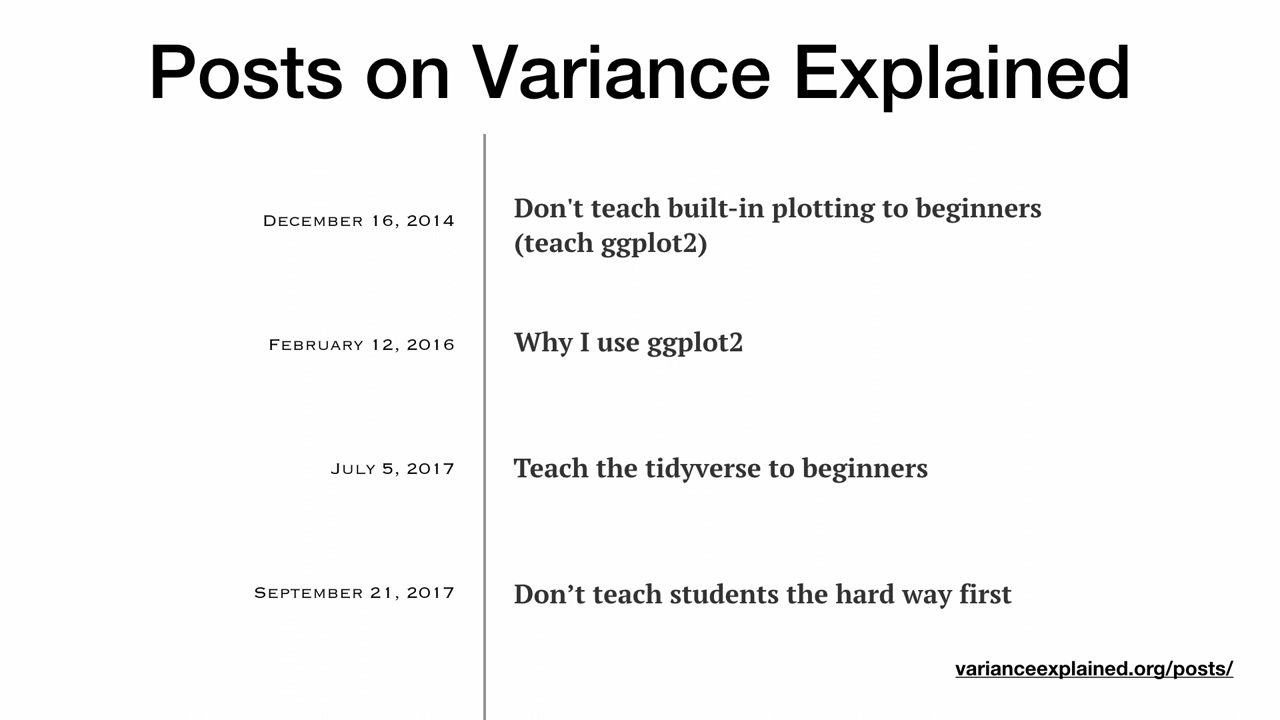 Posts on Variance Explained
December 16, 2014
Don't teach built-in plotting to beginners
(teach ggplot2)
February 12, 2016
Why I use ggplot2
July 5, 2017
Teach the tidyverse to beginners
September 21, 2017
Don’t teach students the hard way first
varianceexplained.org/posts/